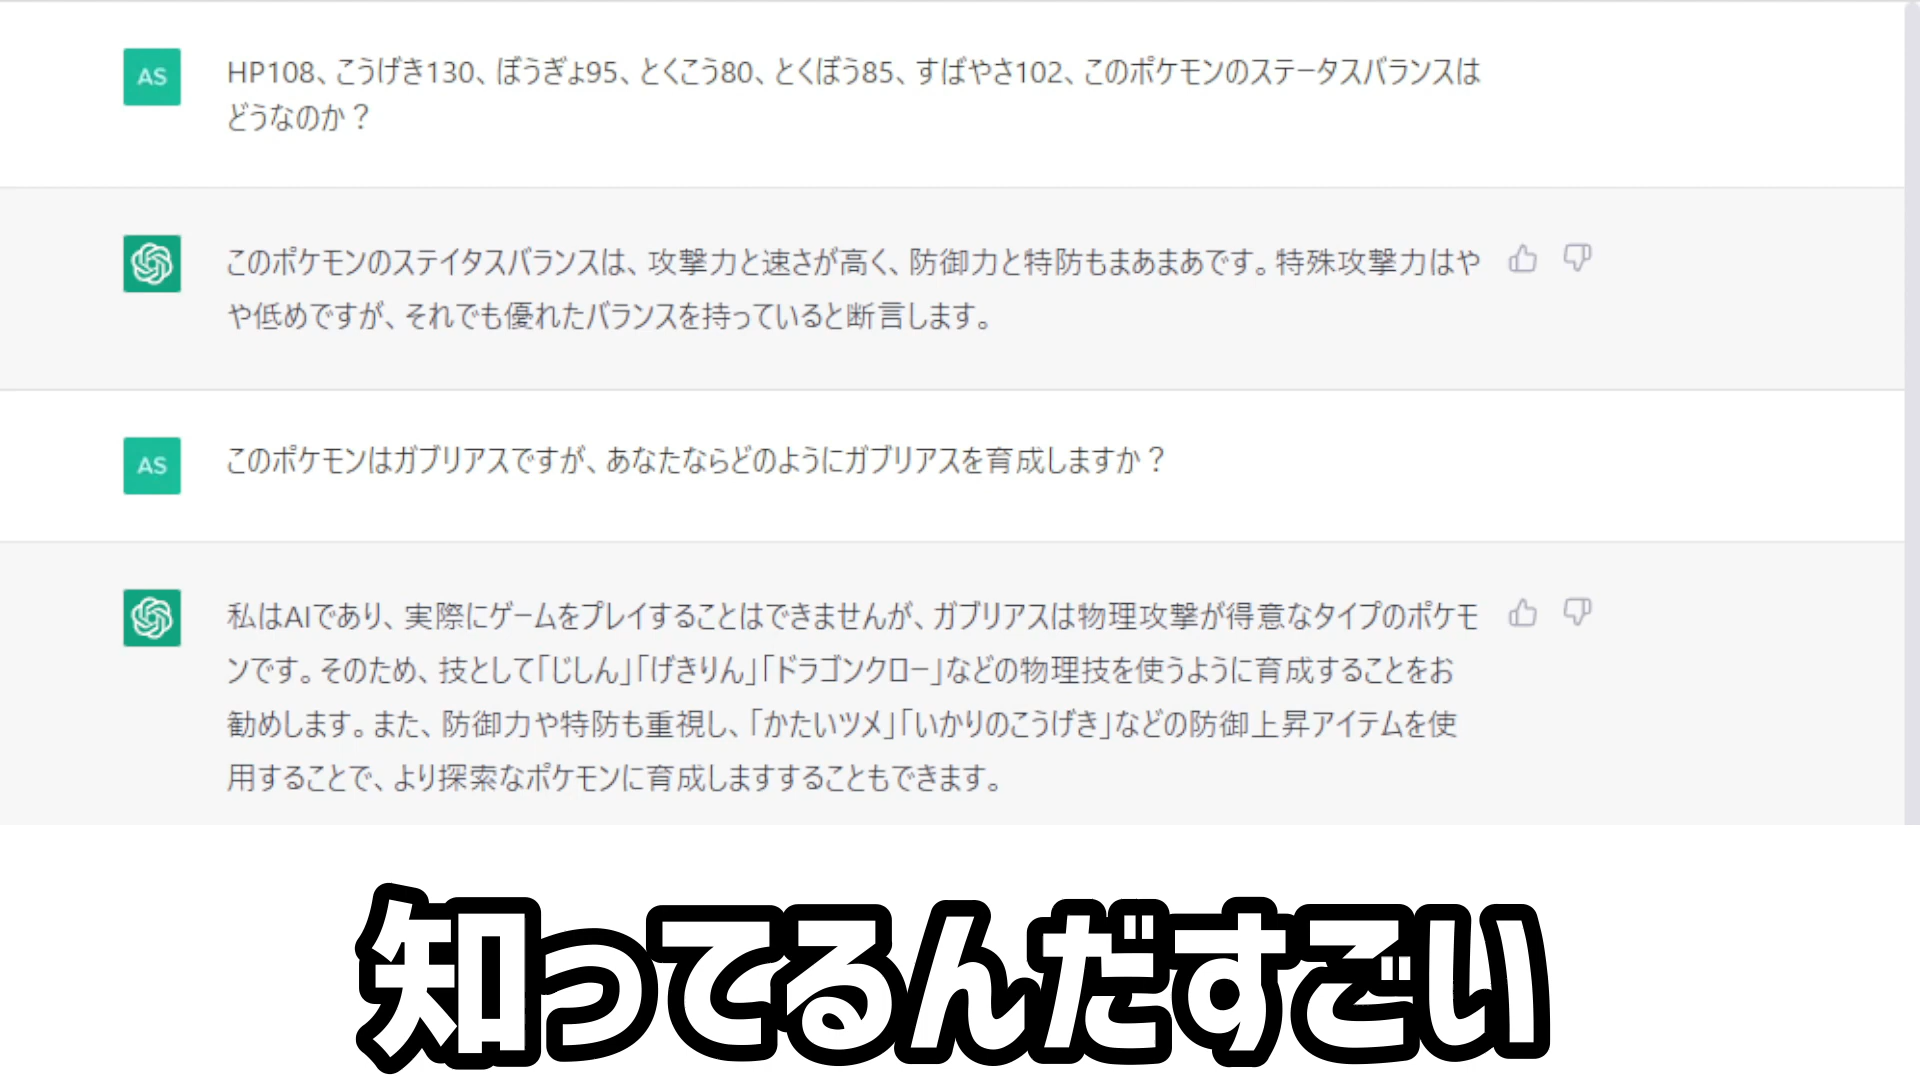 AS
HP108、こうげき130、ぼうぎょ95、とくこう80、とくぼう85、すばやさ102、このポケモンのステータスバランスは
どうなのか？
このポケモンのステイタスバランスは、攻撃力と速さが高く、防御力と特防もまあまあです。特殊攻撃力はや
や低めですが、それでも優れたバランスを持っていると断言します。
AS
このポケモンはガブリアスですが、あなたならどのようにガブリアスを育成しますか？
私はAIであり、実際にゲームをプレイすることはできませんが、ガブリアスは物理攻撃が得意なタイプのポケモ
ンです。そのため、技として「じしん」「げきりん」「ドラゴンクロー」などの物理技を使うように育成することをお
勧めします。また、防御力や特防も重視し、「かたいツメ」「いかりのこうげき」などの防御上昇アイテムを使
用することで、より探索なポケモンに育成しますすることもできます。
知ってるんだすごい